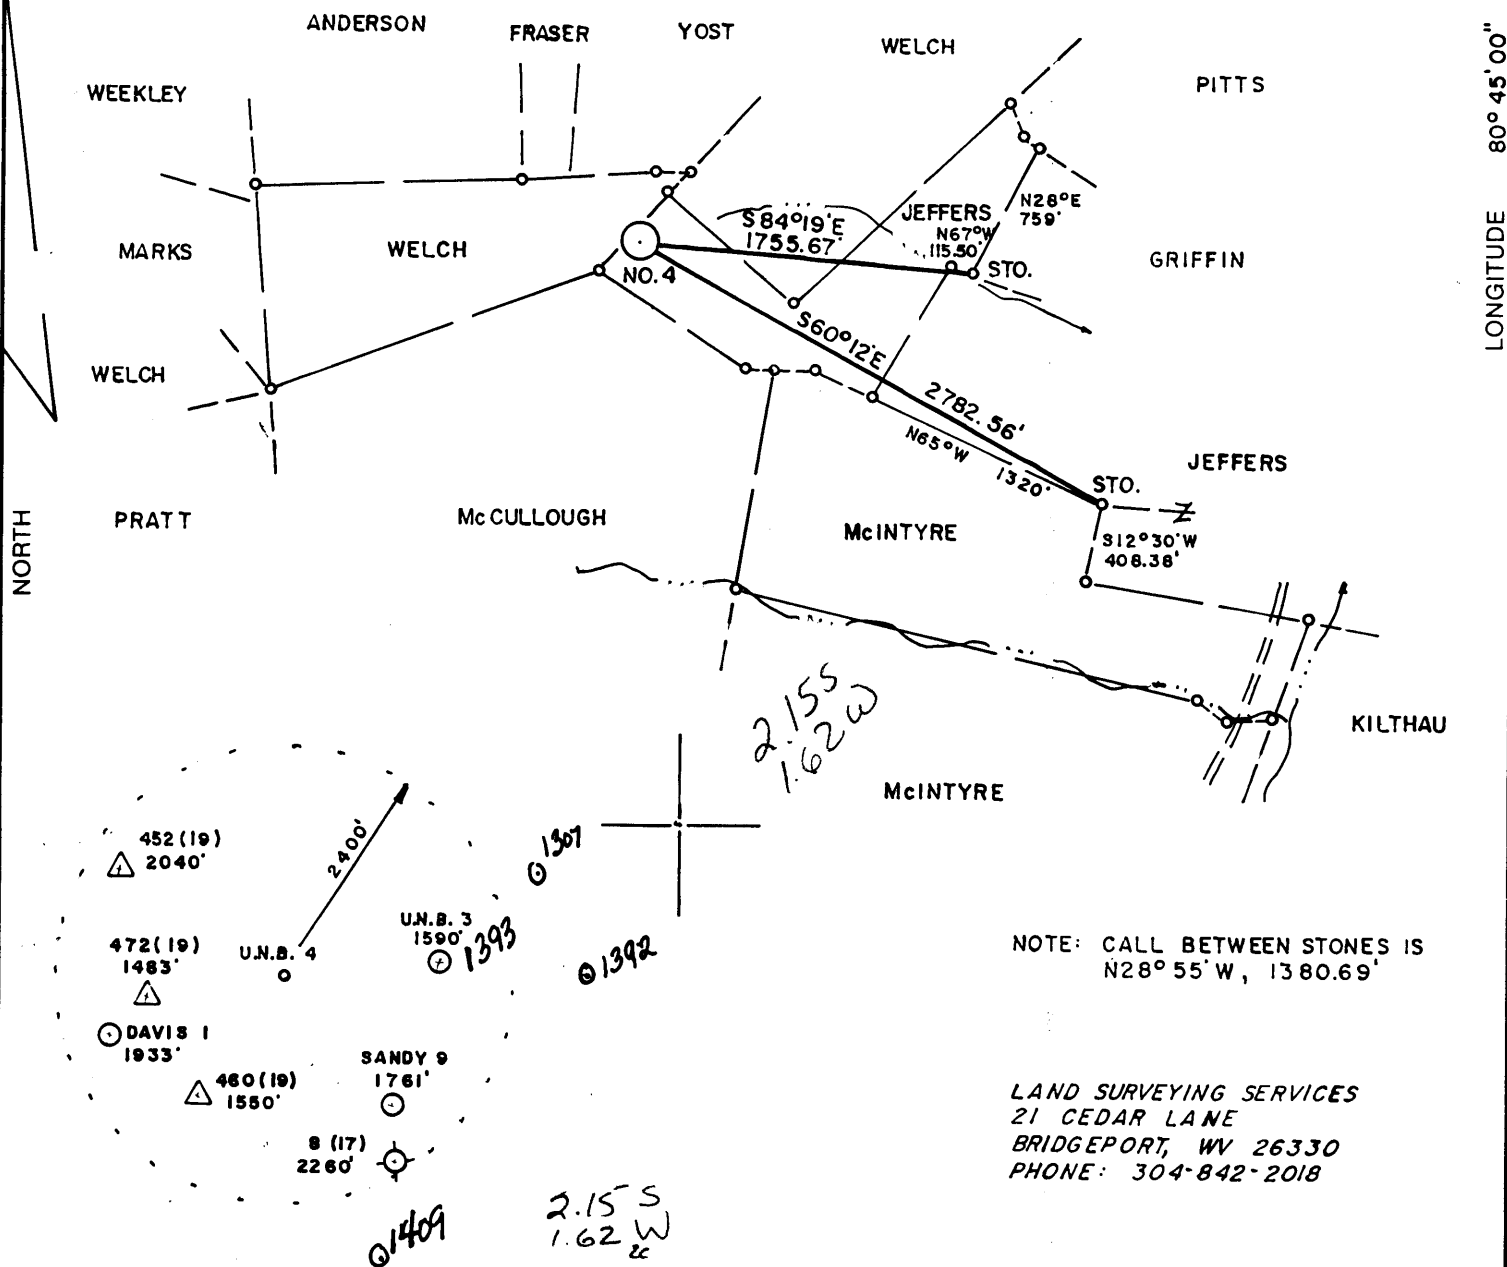 ANDERSON
FRASER
YOST
WELCH
PITTS
WEEKLEY
LONGITUDE 80° 45' 00"
MARKS
WELCH
NO. 4
S 84°19'E
1755.67'
JEFFERS
N67°W
115.50'
N28°E
759'
STO.
GRIFFIN
WELCH
S60°12'E
2782.56'
N65°W 1320'
STO.
JEFFERS
S12°30'W
408.38'
NORTH
PRATT
McCULLOUGH
McINTYRE
KILTHAU
McINTYRE
2.15 S
1.62 W
452 (19)
2040'
2400'
1307
472 (19)
1483'
U.N.B. 4
U.N.B. 3
1590'
1393
1392
DAVIS 1
1933'
460 (19)
1550'
SANDY 9
1761'
8 (17)
2260'
1409
2.15 S
1.62 W
NOTE: CALL BETWEEN STONES IS
N28° 55' W, 1380.69'
LAND SURVEYING SERVICES
21 CEDAR LANE
BRIDGEPORT, WV 26330
PHONE: 304-842-2018